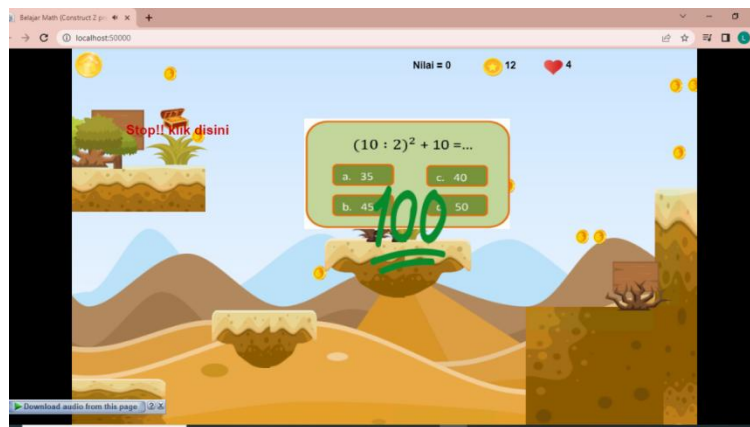 Belajar Math (Construct 2 pr
localhost:50000
Nilai = 0
12
4
Stop!! klik disini
(10 : 2)² + 10 =...
a. 35
c. 40
b. 45
d. 50
100
Download audio from this page ? X